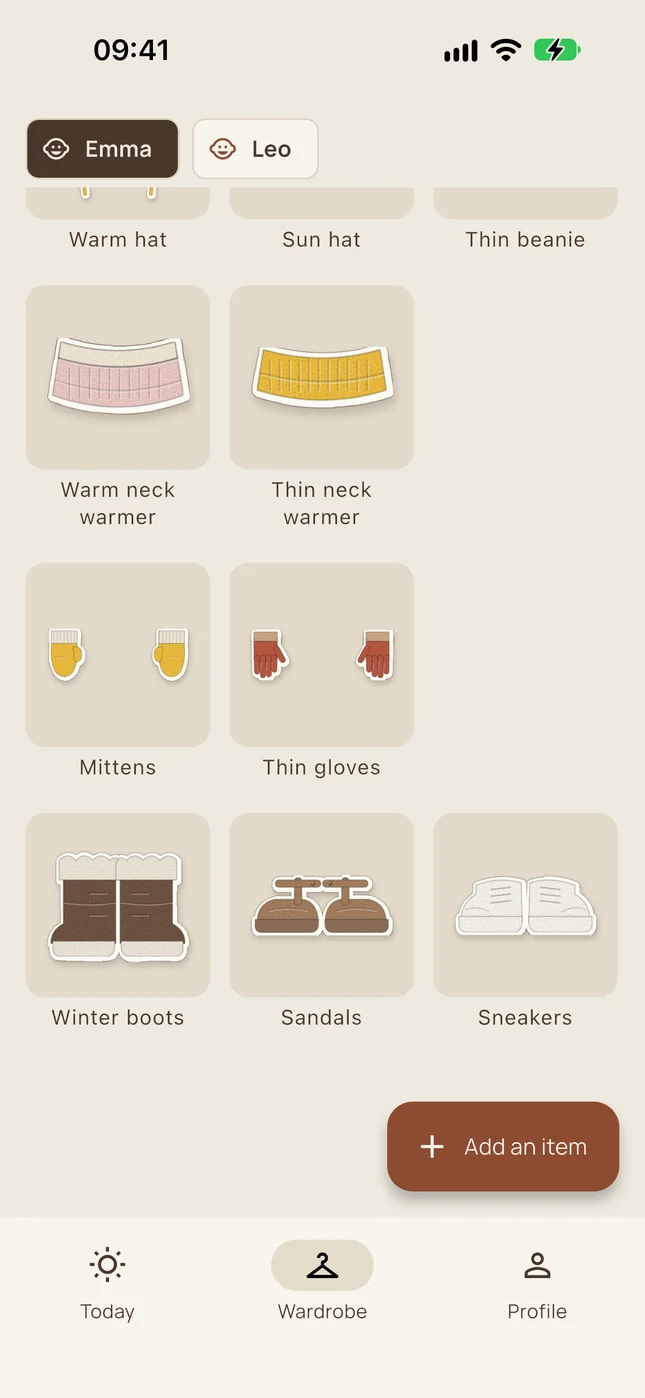 09:41
Emma
Leo
Warm hat
Sun hat
Thin beanie
Warm neck
warmer
Thin neck
warmer
Mittens
Thin gloves
Winter boots
Sandals
Sneakers
Add an item
Today
Wardrobe
Profile